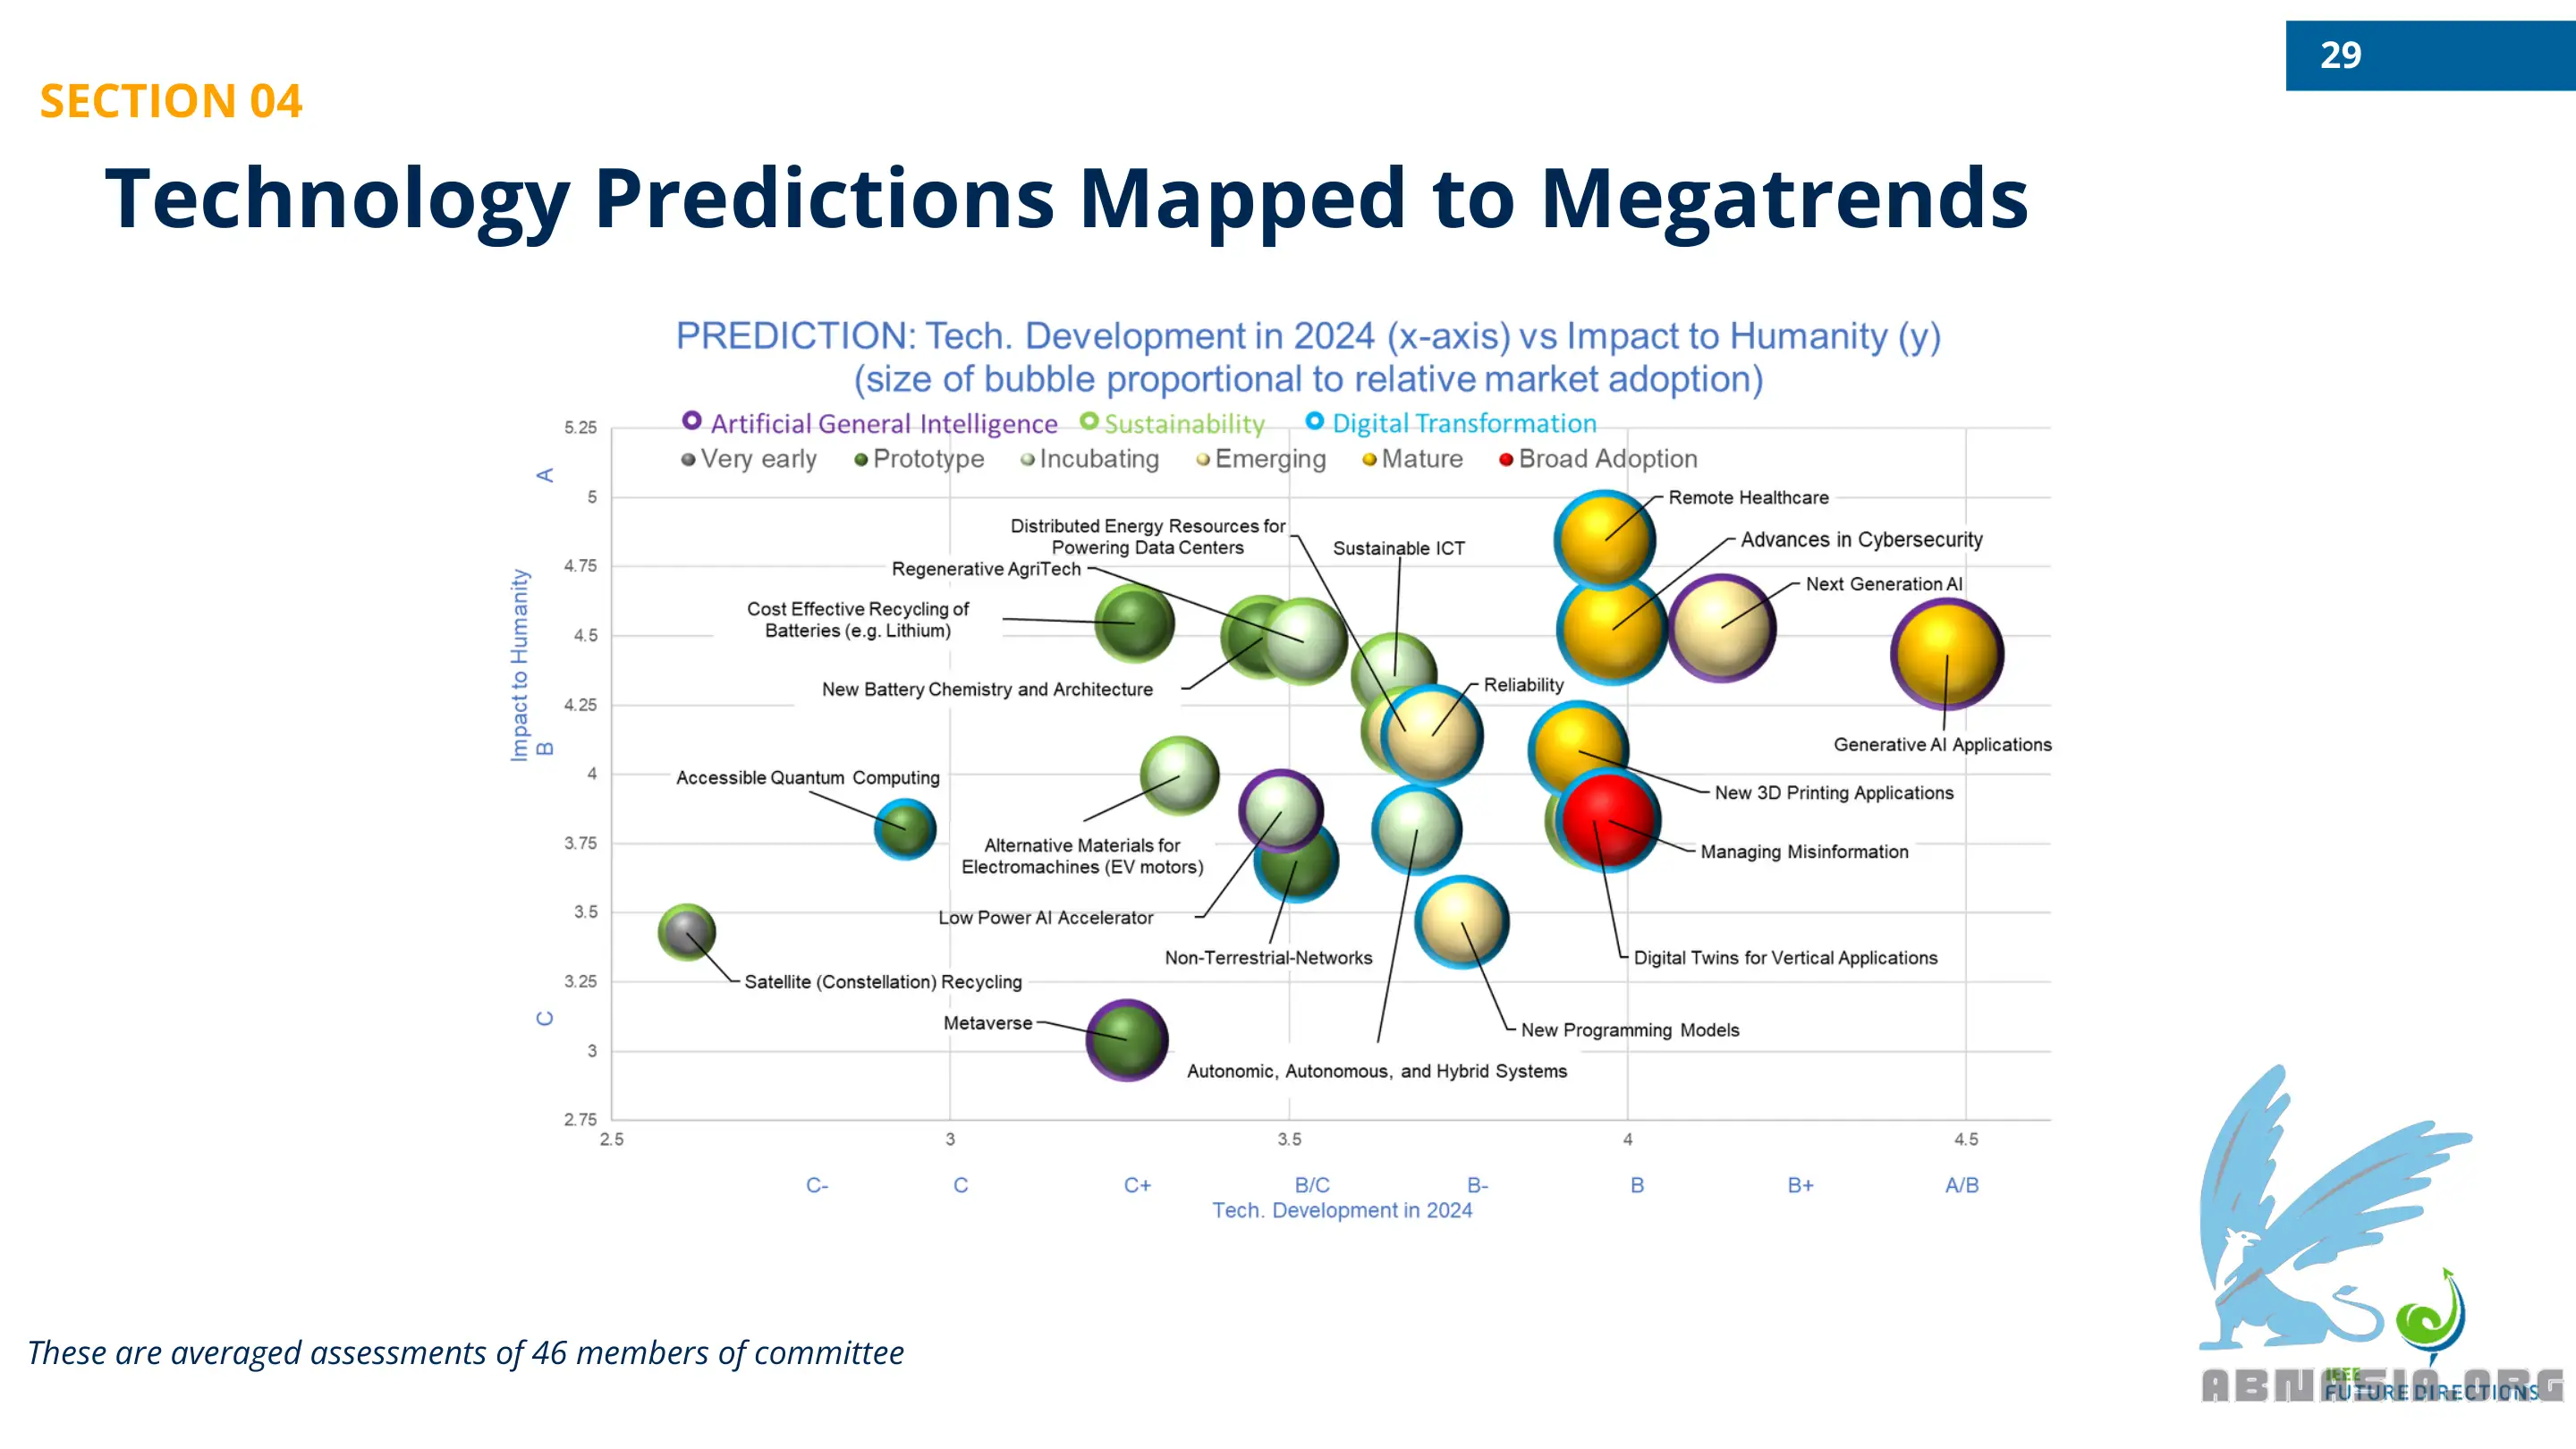 29
SECTION 04
Technology Predictions Mapped to Megatrends
PREDICTION: Tech. Development in 2024 (x-axis) vs Impact to Humanity (y)
(size of bubble proportional to relative market adoption)
Artificial General Intelligence Sustainability Digital Transformation
Very early Prototype Incubating Emerging Mature Broad Adoption
5.25
5
4.75
4.5
4.25
4
3.75
3.5
3.25
3
2.75
A
B
C
Impact to Humanity
Remote Healthcare
Distributed Energy Resources for
Powering Data Centers
Sustainable ICT
Advances in Cybersecurity
Regenerative AgriTech
Next Generation AI
Cost Effective Recycling of
Batteries (e.g. Lithium)
New Battery Chemistry and Architecture
Reliability
Generative AI Applications
Accessible Quantum Computing
New 3D Printing Applications
Alternative Materials for
Electromachines (EV motors)
Managing Misinformation
Low Power AI Accelerator
Non-Terrestrial-Networks
Digital Twins for Vertical Applications
Satellite (Constellation) Recycling
Metaverse
New Programming Models
Autonomic, Autonomous, and Hybrid Systems
2.5 3 3.5 4 4.5
C- C C+ B/C B- B B+ A/B
Tech. Development in 2024
These are averaged assessments of 46 members of committee
IEEE
FUTURE DIRECTIONS
ABNASIA.ORG